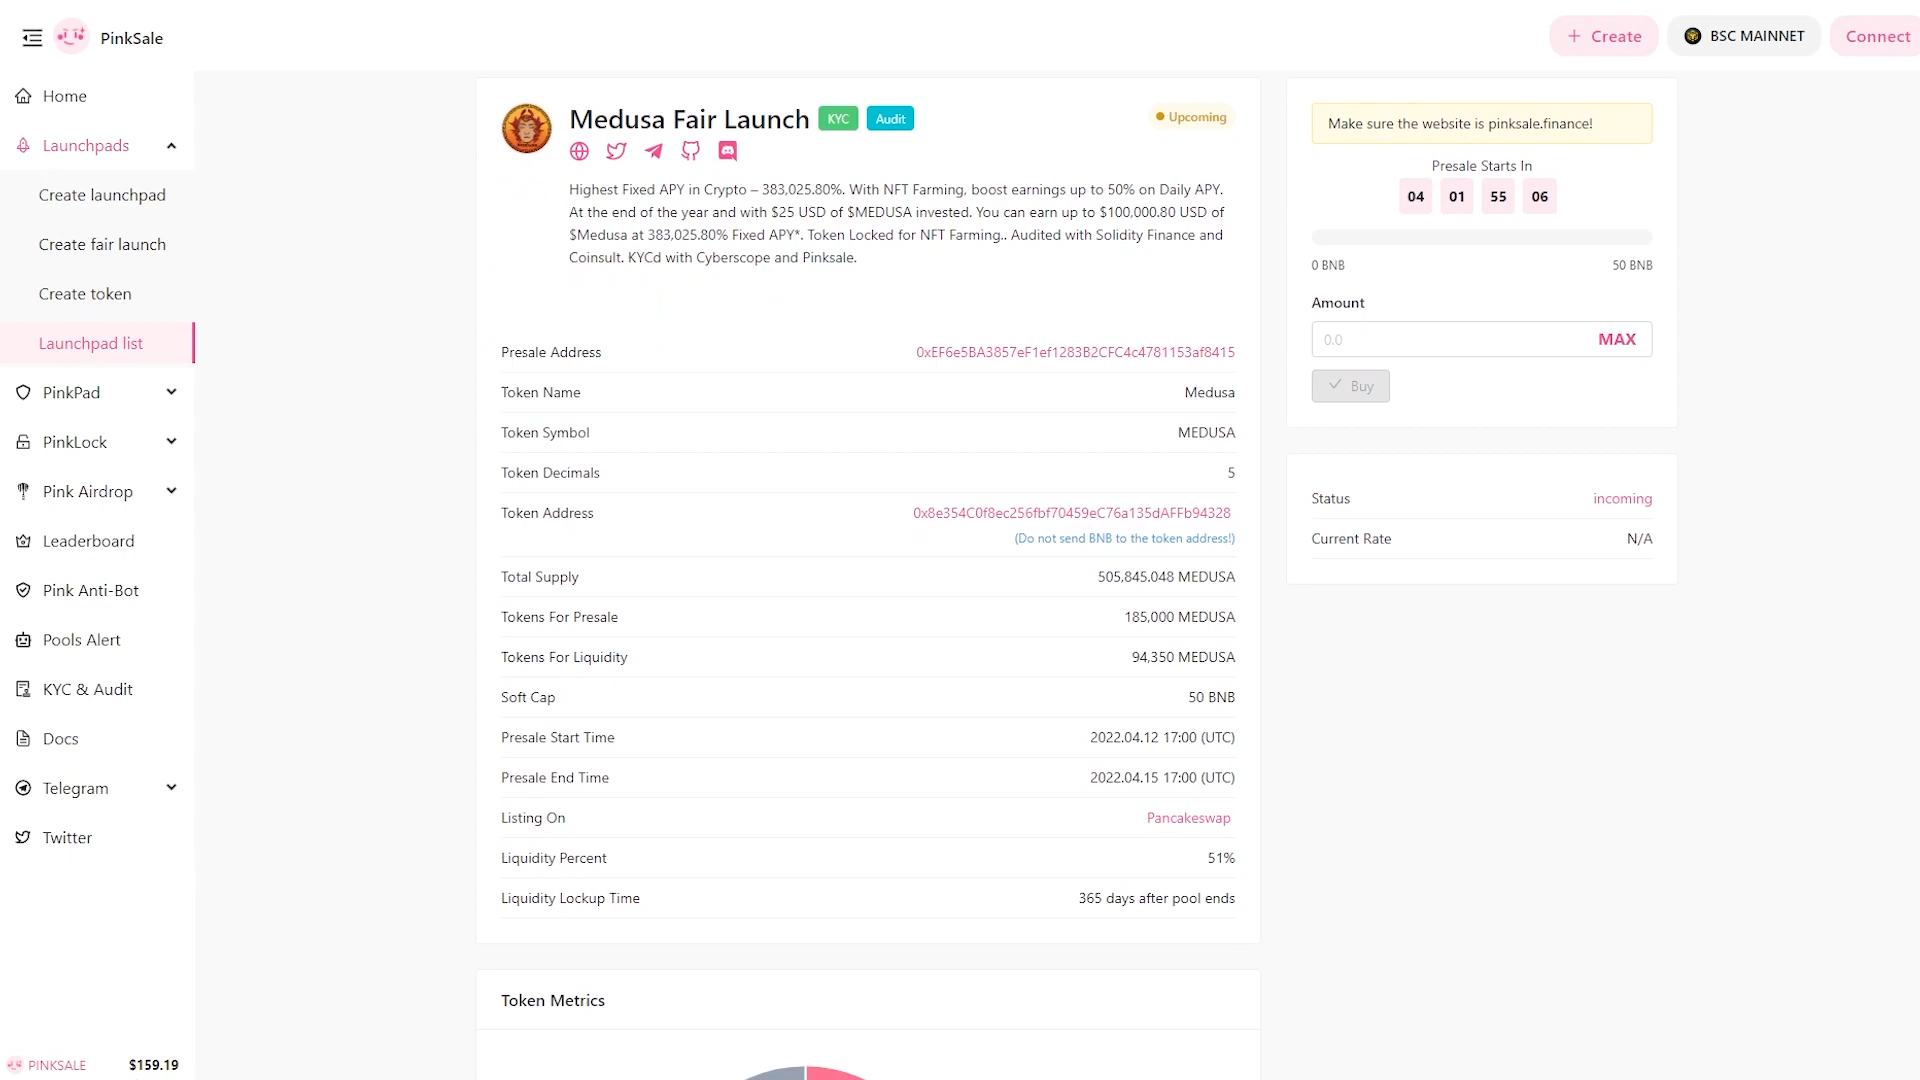 PinkSale
Create
BSC MAINNET
Connect
Home
Launchpads
Create launchpad
Create fair launch
Create token
Launchpad list
PinkPad
PinkLock
Pink Airdrop
Leaderboard
Pink Anti-Bot
Pools Alert
KYC & Audit
Docs
Telegram
Twitter
PINKSALE $159.19
Medusa Fair Launch KYC Audit
Upcoming
Highest Fixed APY in Crypto – 383,025.80%. With NFT Farming, boost earnings up to 50% on Daily APY.
At the end of the year and with $25 USD of $MEDUSA invested. You can earn up to $100,000.80 USD of
$Medusa at 383,025.80% Fixed APY*. Token Locked for NFT Farming.. Audited with Solidity Finance and
Coinsult. KYCd with Cyberscope and Pinksale.
Presale Address 0xEF6e5BA3857eF1ef1283B2CFC4c4781153af8415
Token Name Medusa
Token Symbol MEDUSA
Token Decimals 5
Token Address 0x8e354C0f8ec256fbf70459eC76a135dAFFb94328
(Do not send BNB to the token address!)
Total Supply 505,845.048 MEDUSA
Tokens For Presale 185,000 MEDUSA
Tokens For Liquidity 94,350 MEDUSA
Soft Cap 50 BNB
Presale Start Time 2022.04.12 17:00 (UTC)
Presale End Time 2022.04.15 17:00 (UTC)
Listing On Pancakeswap
Liquidity Percent 51%
Liquidity Lockup Time 365 days after pool ends
Token Metrics
Make sure the website is pinksale.finance!
Presale Starts In
04 01 55 06
0 BNB 50 BNB
Amount
0.0 MAX
Buy
Status incoming
Current Rate N/A